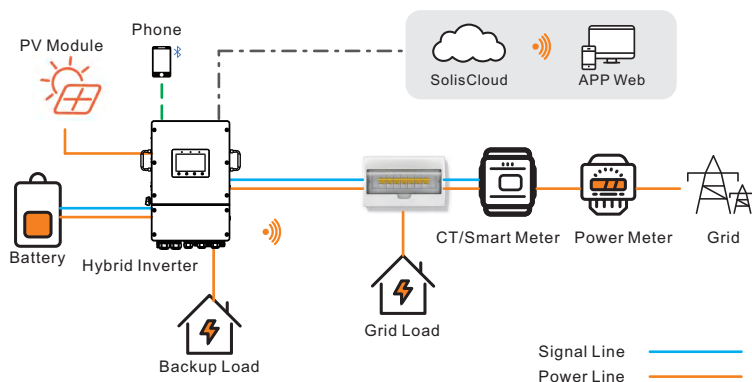 Phone
PV Module
SolisCloud
APP Web
Battery
Hybrid Inverter
CT/Smart Meter
Power Meter
Grid
Grid Load
Backup Load
Signal Line
Power Line